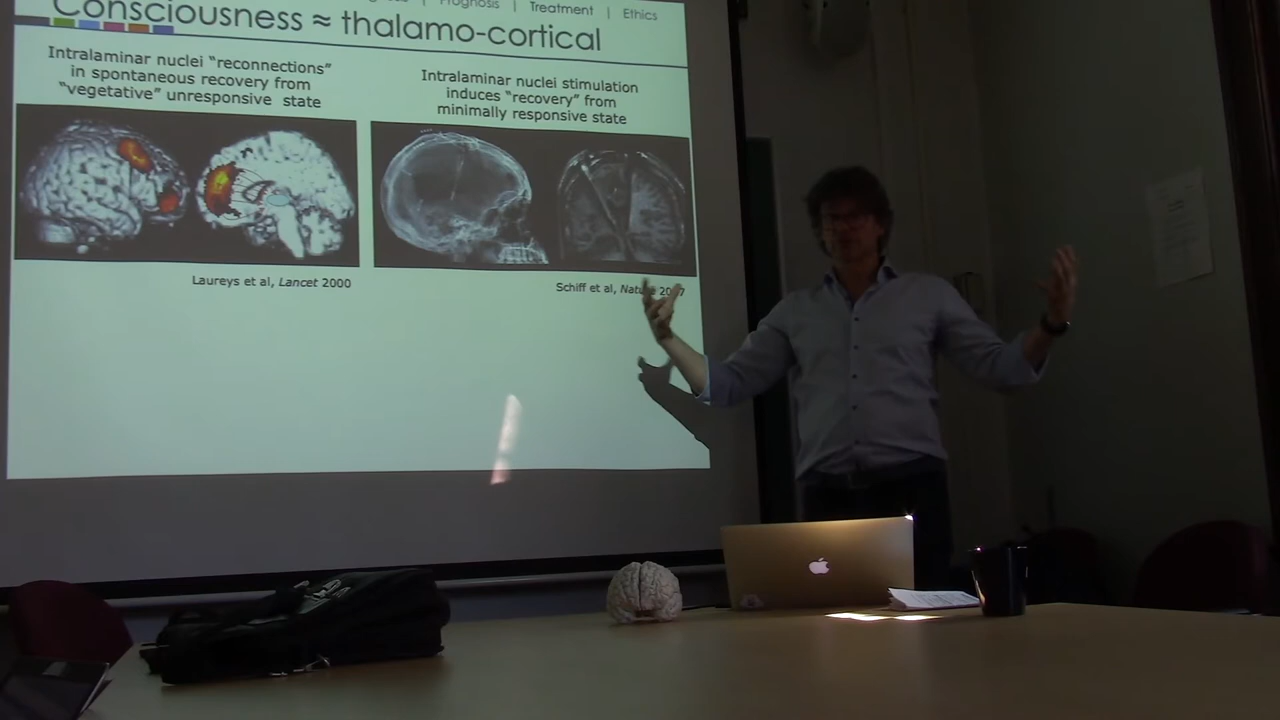 Prognosis | Treatment | Ethics
Consciousness ≈ thalamo-cortical
Intralaminar nuclei “reconnections”
in spontaneous recovery from
“vegetative” unresponsive state
Intralaminar nuclei stimulation
induces “recovery” from
minimally responsive state
Laureys et al, Lancet 2000
Schiff et al,